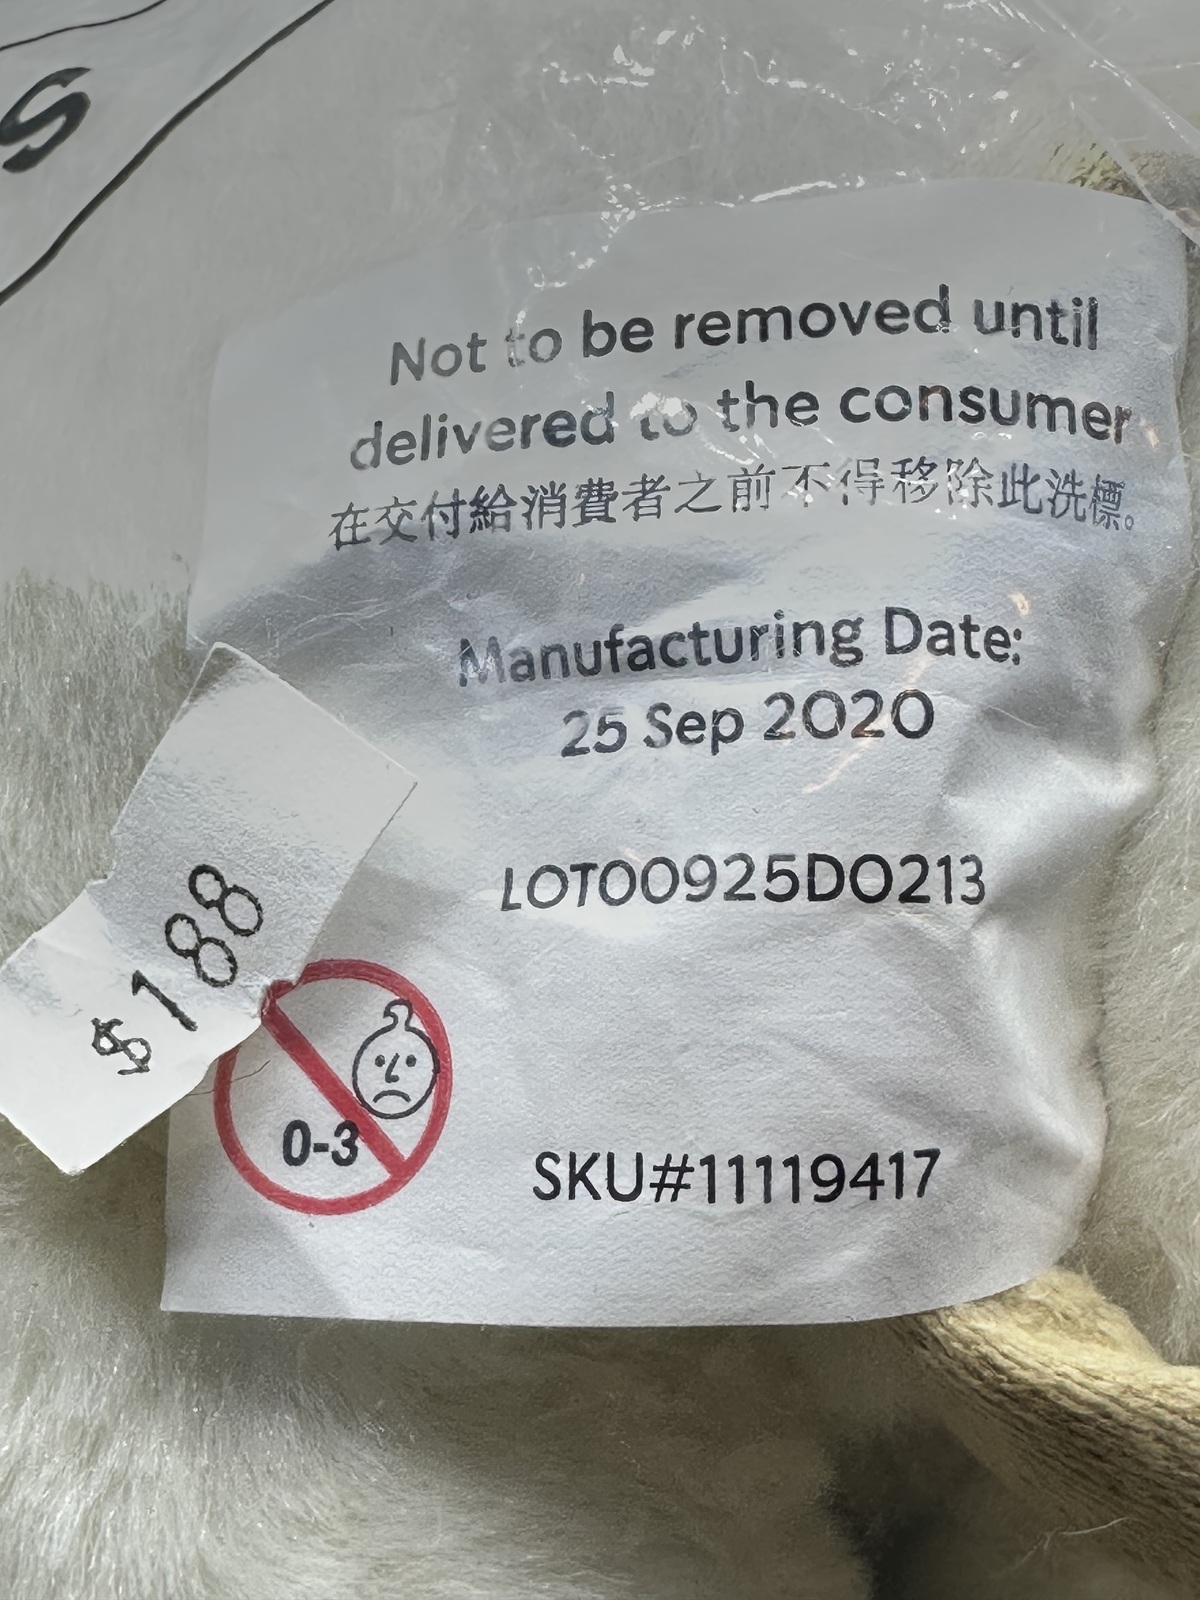 S
Not to be removed until
delivered to the consumer
在交付給消費者之前不得移除此洗標。
Manufacturing Date:
25 Sep 2020
LOT00925DO213
$188
0-3
SKU#11119417